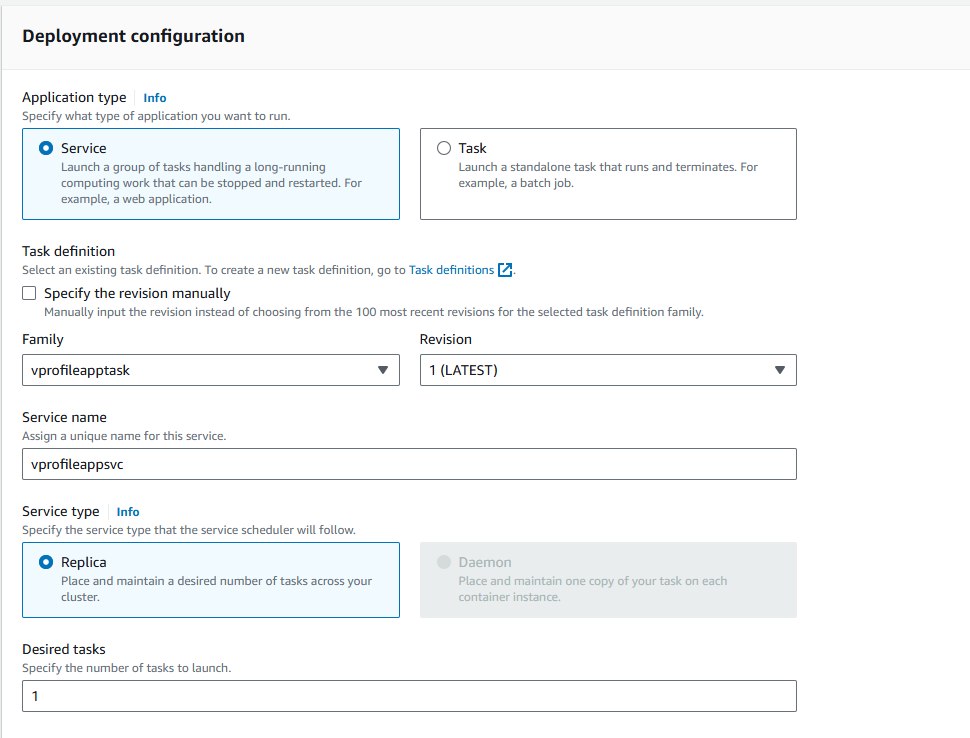 Deployment configuration
Application type Info
Specify what type of application you want to run.
Service
Launch a group of tasks handling a long-running
computing work that can be stopped and restarted. For
example, a web application.
Task
Launch a standalone task that runs and terminates. For
example, a batch job.
Task definition
Select an existing task definition. To create a new task definition, go to Task definitions.
Specify the revision manually
Manually input the revision instead of choosing from the 100 most recent revisions for the selected task definition family.
Family
vprofileapptask
Revision
1 (LATEST)
Service name
Assign a unique name for this service.
vprofileappsvc
Service type Info
Specify the service type that the service scheduler will follow.
Replica
Place and maintain a desired number of tasks across your
cluster.
Daemon
Place and maintain one copy of your task on each
container instance.
Desired tasks
Specify the number of tasks to launch.
1